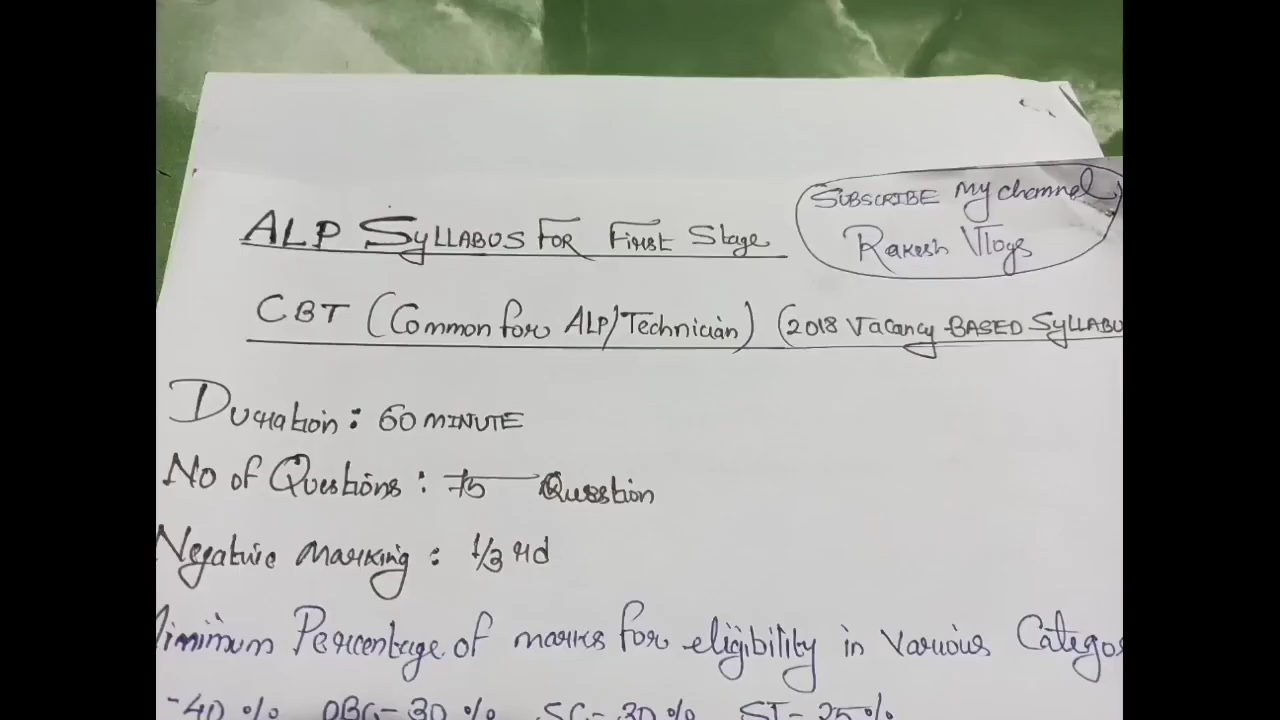 SUBSCRIBE My channel
Rakesh Vlogs
ALP SYLLABUS FOR First Stage
CBT (Common for ALP/Technician) (2018 Vacancy BASED SYLLABU
Duration: 60 MINUTE
No of Questions: 75 Question
Negative marking: 1/3 rd
Minimum Percentage of marks for eligibility in Various Catego
-40% OBC-30% SC-30% ST-25%